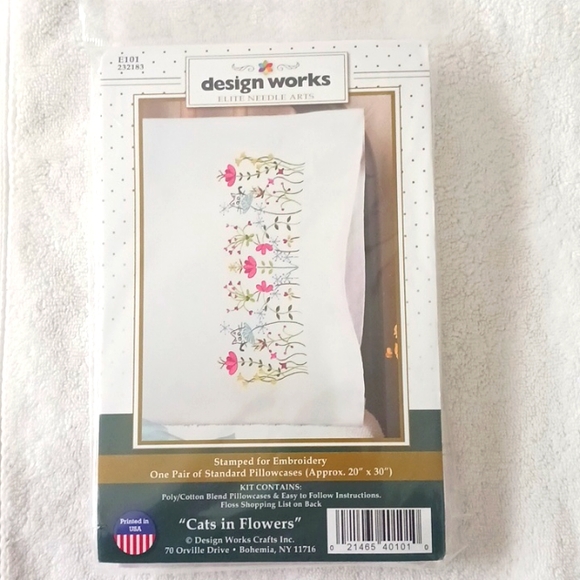 E101
232183
design works
ELITE NEEDLE ARTS
Stamped for Embroidery
One Pair of Standard Pillowcases (Approx. 20" x 30")
KIT CONTAINS:
Poly/Cotton Blend Pillowcases & Easy to Follow Instructions.
Floss Shopping List on Back
"Cats in Flowers"
© Design Works Crafts Inc.
70 Orville Drive • Bohemia, NY 11716
Printed in
USA
0 21465 40101 0